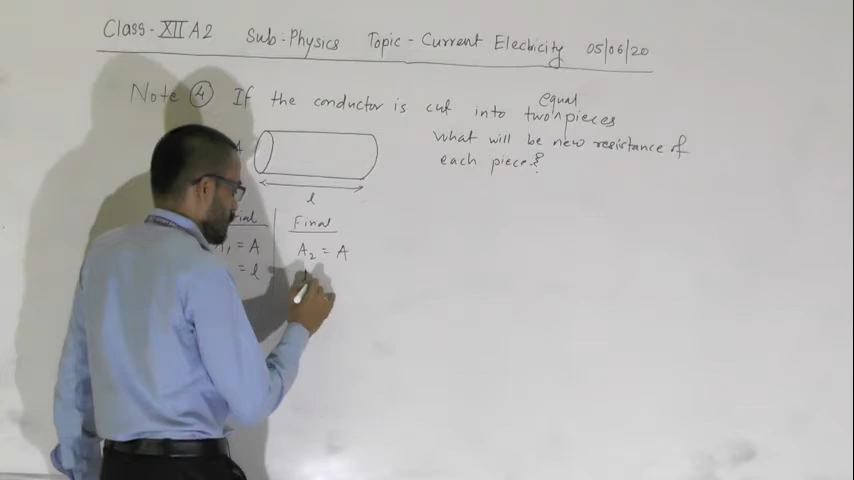 Class-XII A2 Sub:Physics Topic-Current Electricity 05/06/20
Note 4 If the conductor is cut into two equal pieces
What will be new resistance of
each piece?
A
l
ial Final
A₁ = A A₂ = A
= l l